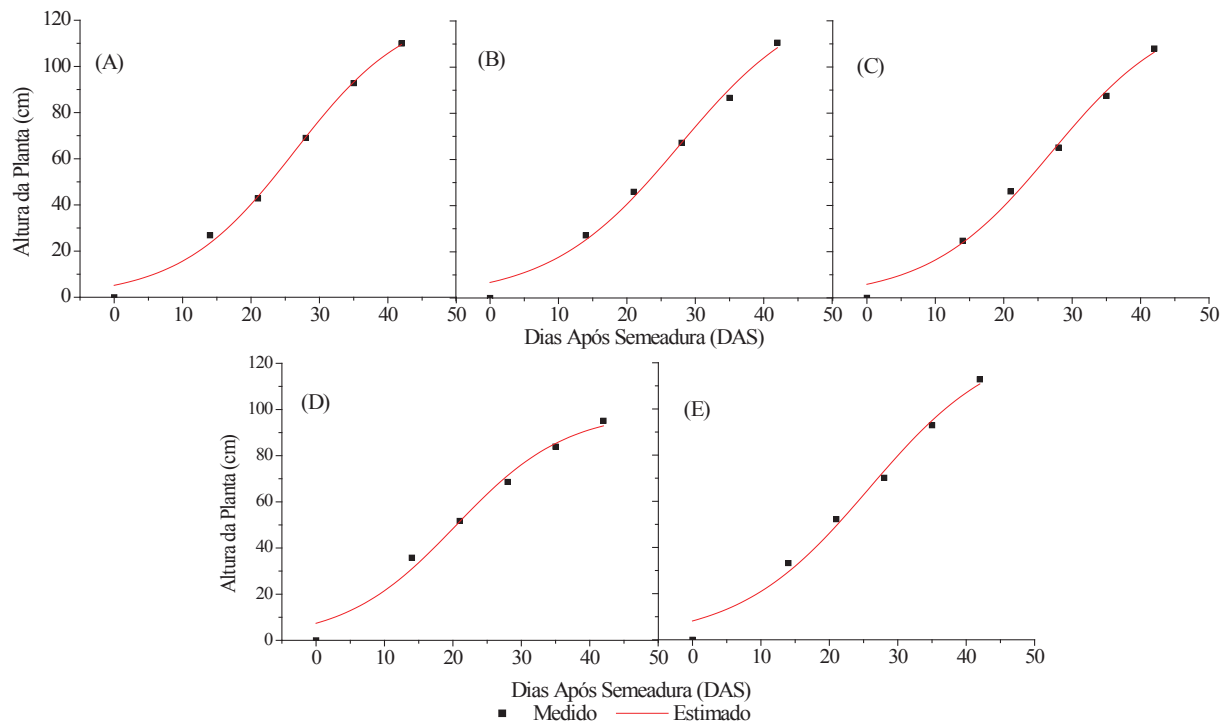 120
100
80
60
40
20
0
Altura da Planta (cm)
(A)
(B)
(C)
0 10 20 30 40 50
0 10 20 30 40 50
0 10 20 30 40 50
Dias Após Semeadura (DAS)
120
100
80
60
40
20
0
Altura da Planta (cm)
(D)
(E)
0 10 20 30 40 50
0 10 20 30 40 50
Dias Após Semeadura (DAS)
Medido Estimado